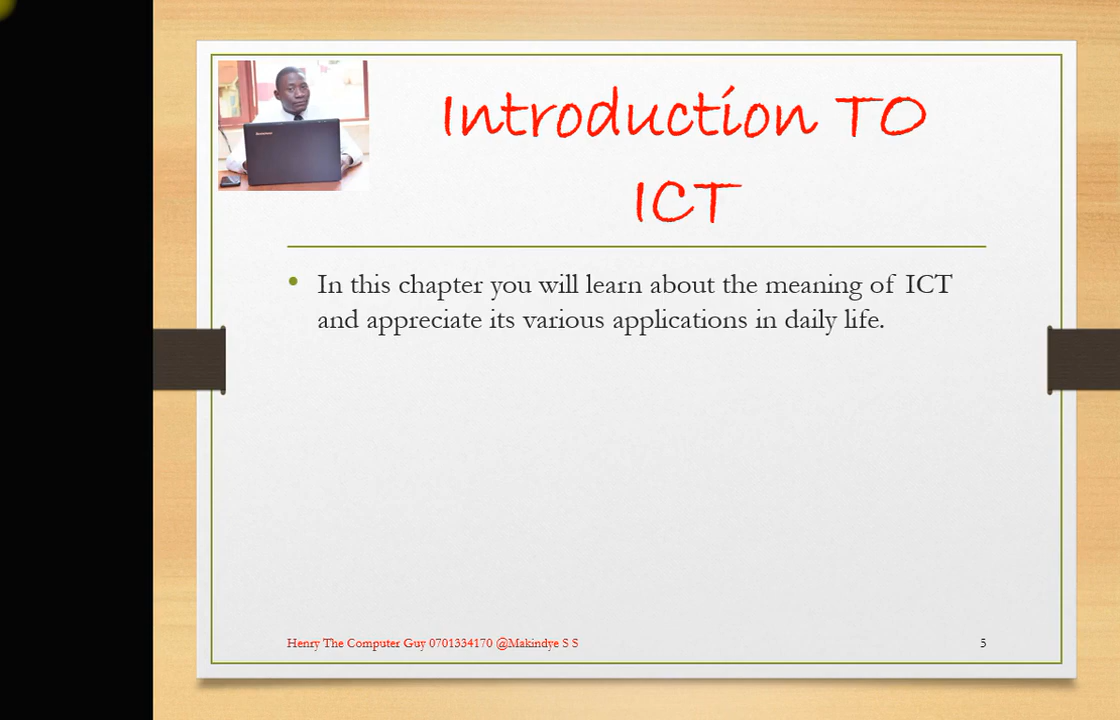 Introduction TO
ICT
• In this chapter you will learn about the meaning of ICT
and appreciate its various applications in daily life.
Henry The Computer Guy 0701334170 @Makindye S S
5